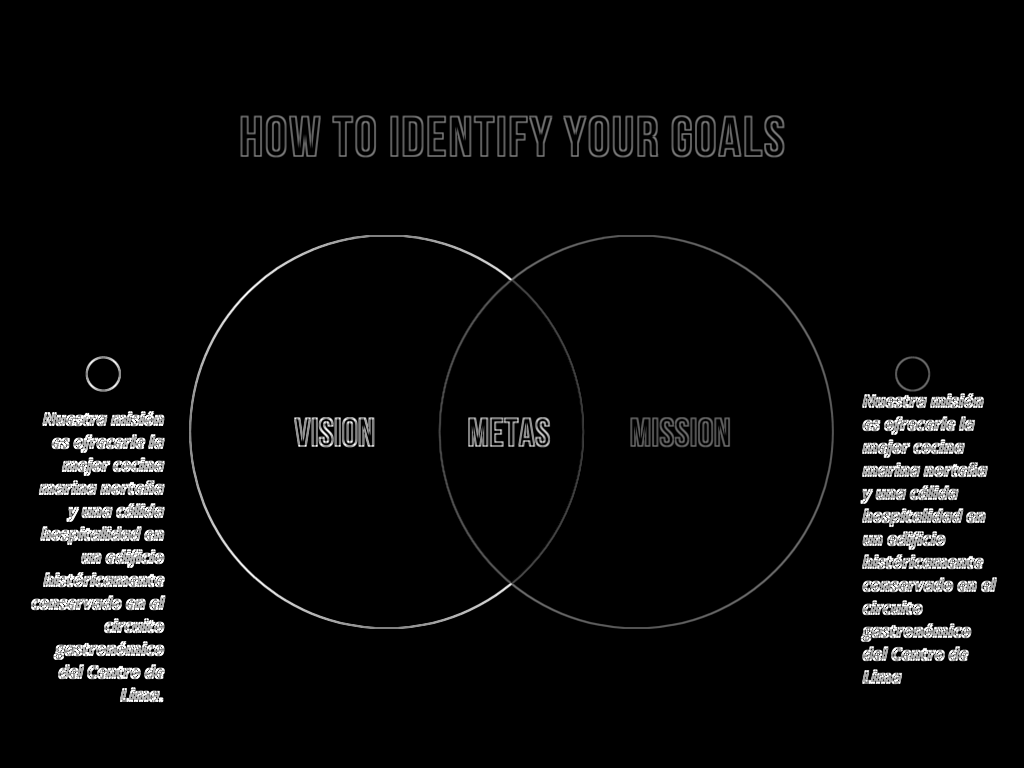 HOW TO IDENTIFY YOUR GOALS
VISION
METAS
MISSION
Nuestra misión
es ofrecerle la
mejor cocina
marina norteña
y una cálida
hospitalidad en
un edificio
históricamente
conservado en el
circuito
gastronómico
del Centro de
Lima.
Nuestra misión
es ofrecerle la
mejor cocina
marina norteña
y una cálida
hospitalidad en
un edificio
históricamente
conservado en el
circuito
gastronómico
del Centro de
Lima